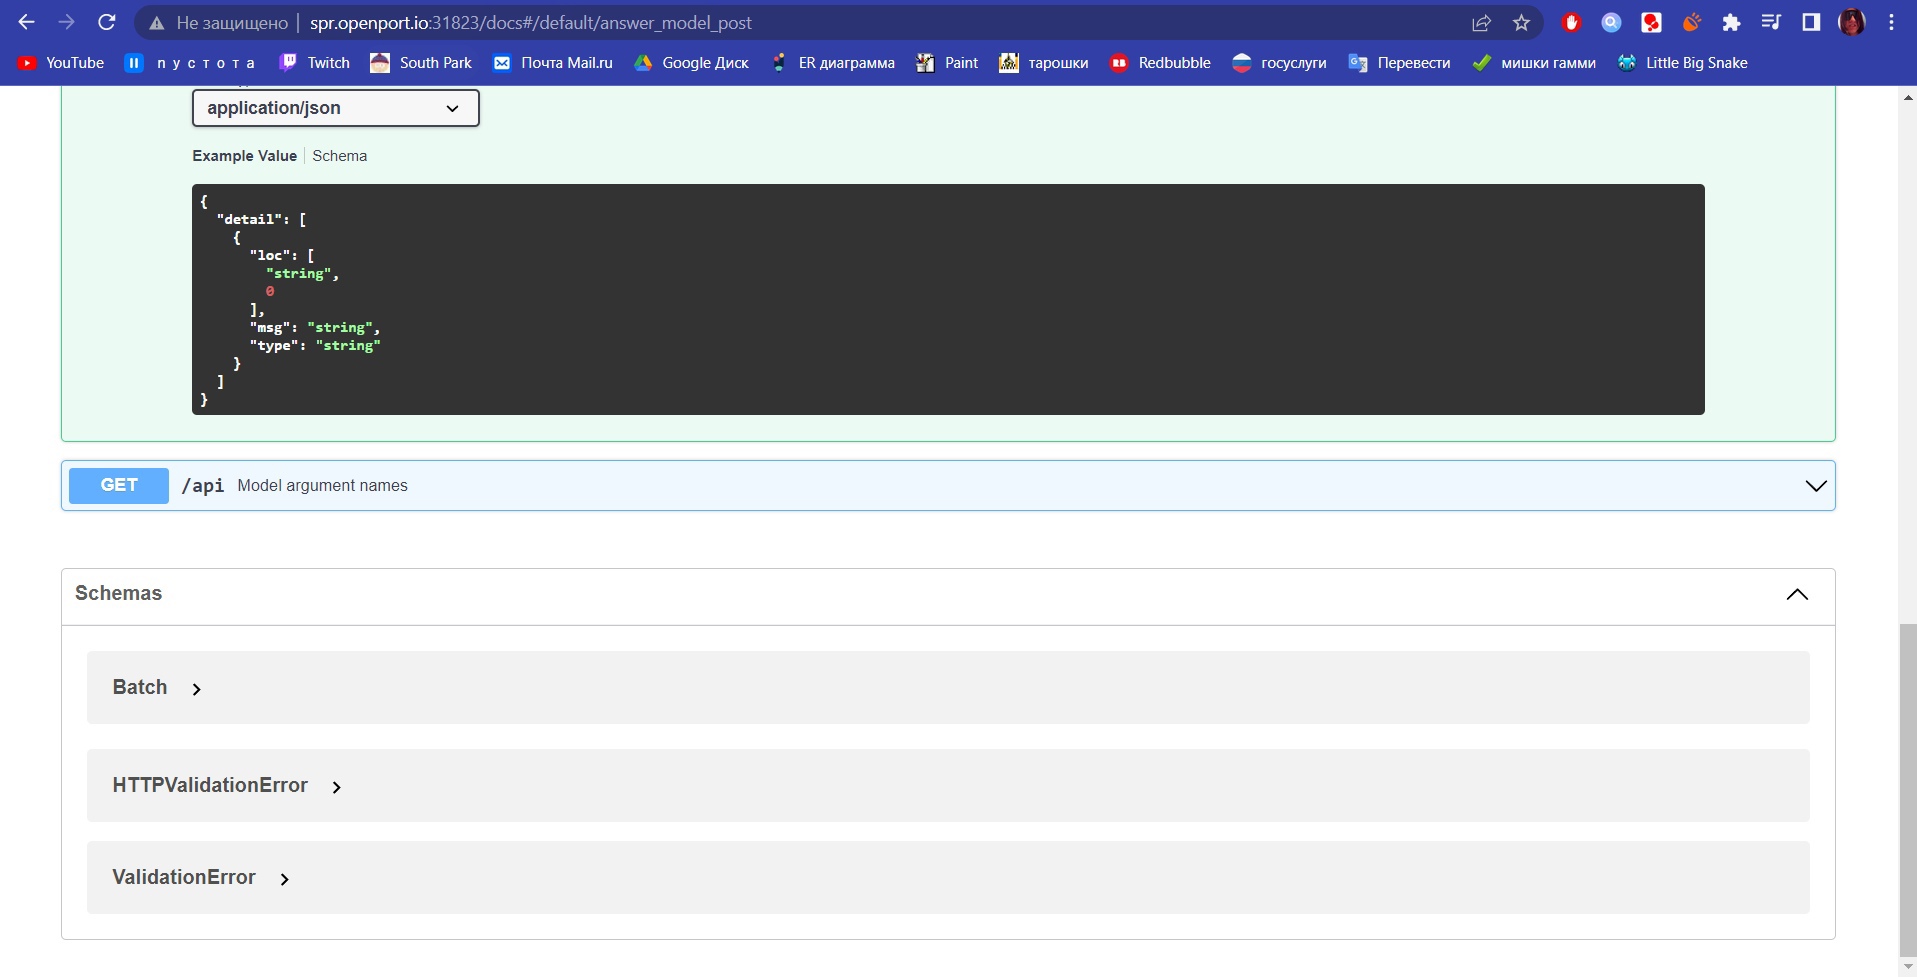 Не защищено | spr.openport.io:31823/docs#/default/answer_model_post
YouTube п у с т о т а Twitch South Park Почта Mail.ru Google Диск ER диаграмма Paint тарошки Redbubble госуслуги Перевести мишки гамми Little Big Snake
application/json
Example Value Schema
{
"detail": [
{
"loc": [
"string",
0
],
"msg": "string",
"type": "string"
}
]
}
GET /api Model argument names
Schemas
Batch
HTTPValidationError
ValidationError